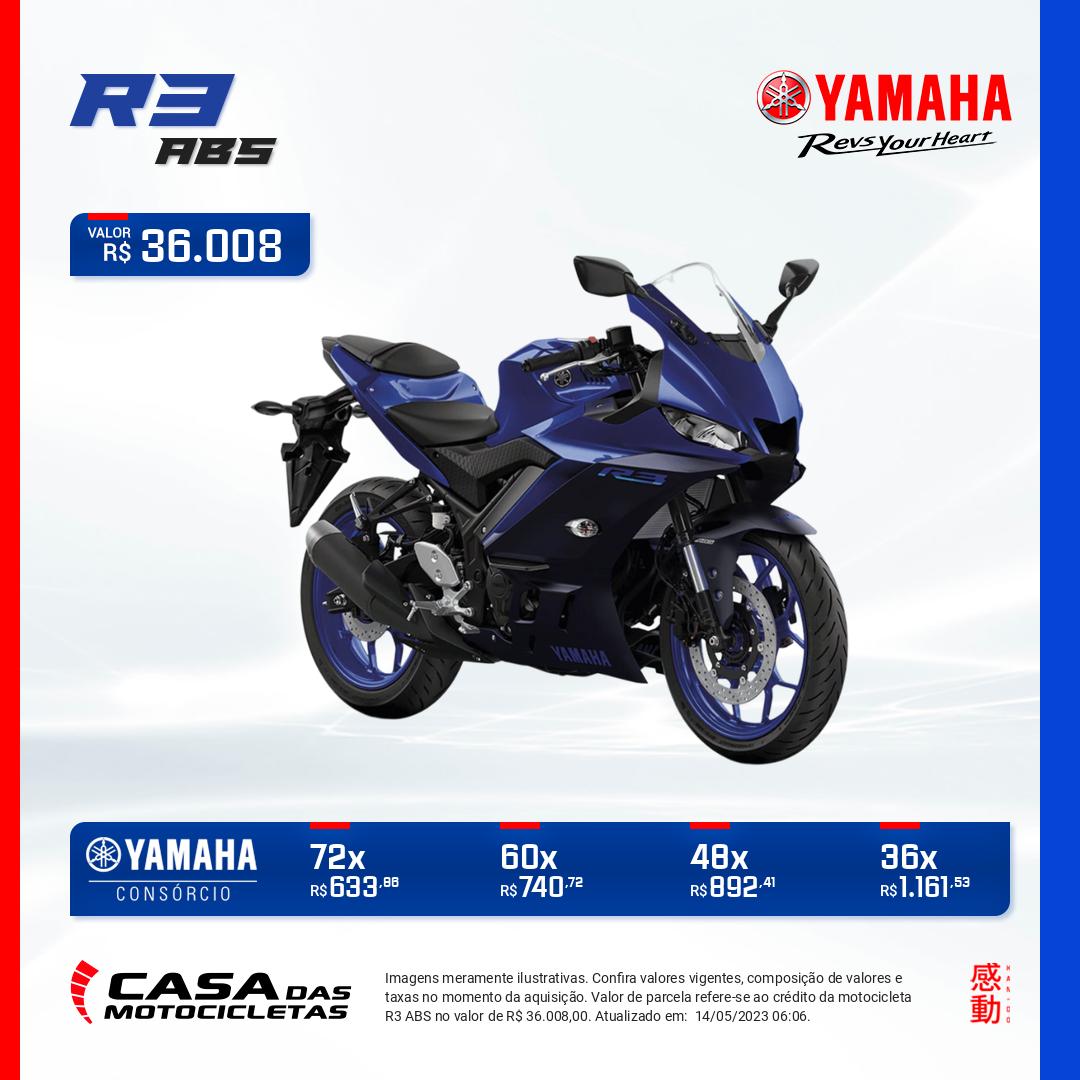 R3
ABS
YAMAHA
Revs Your Heart
VALOR
R$ 36.008
R3
YAMAHA
YAMAHA
CONSÓRCIO
72x
R$ 633,86
60x
R$ 740,72
48x
R$ 892,41
36x
R$ 1.161,53
CASA DAS
MOTOCICLETAS
Imagens meramente ilustrativas. Confira valores vigentes, composição de valores e
taxas no momento da aquisição. Valor de parcela refere-se ao crédito da motocicleta
R3 ABS no valor de R$ 36.008,00. Atualizado em: 14/05/2023 06:06.
感動